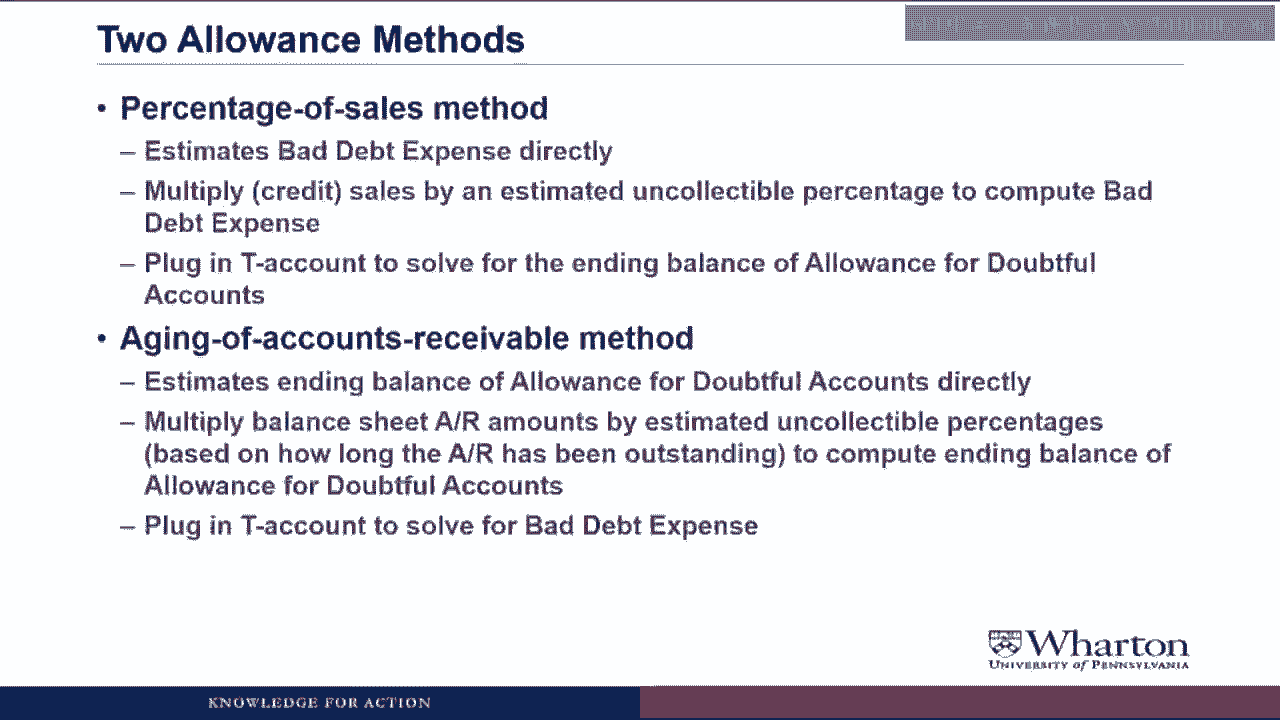 Two Allowance Methods
• Percentage-of-sales method
– Estimates Bad Debt Expense directly
– Multiply (credit) sales by an estimated uncollectible percentage to compute Bad
Debt Expense
– Plug in T-account to solve for the ending balance of Allowance for Doubtful
Accounts
• Aging-of-accounts-receivable method
– Estimates ending balance of Allowance for Doubtful Accounts directly
– Multiply balance sheet A/R amounts by estimated uncollectible percentages
(based on how long the A/R has been outstanding) to compute ending balance of
Allowance for Doubtful Accounts
– Plug in T-account to solve for Bad Debt Expense
Wharton
UNIVERSITY of PENNSYLVANIA
KNOWLEDGE FOR ACTION